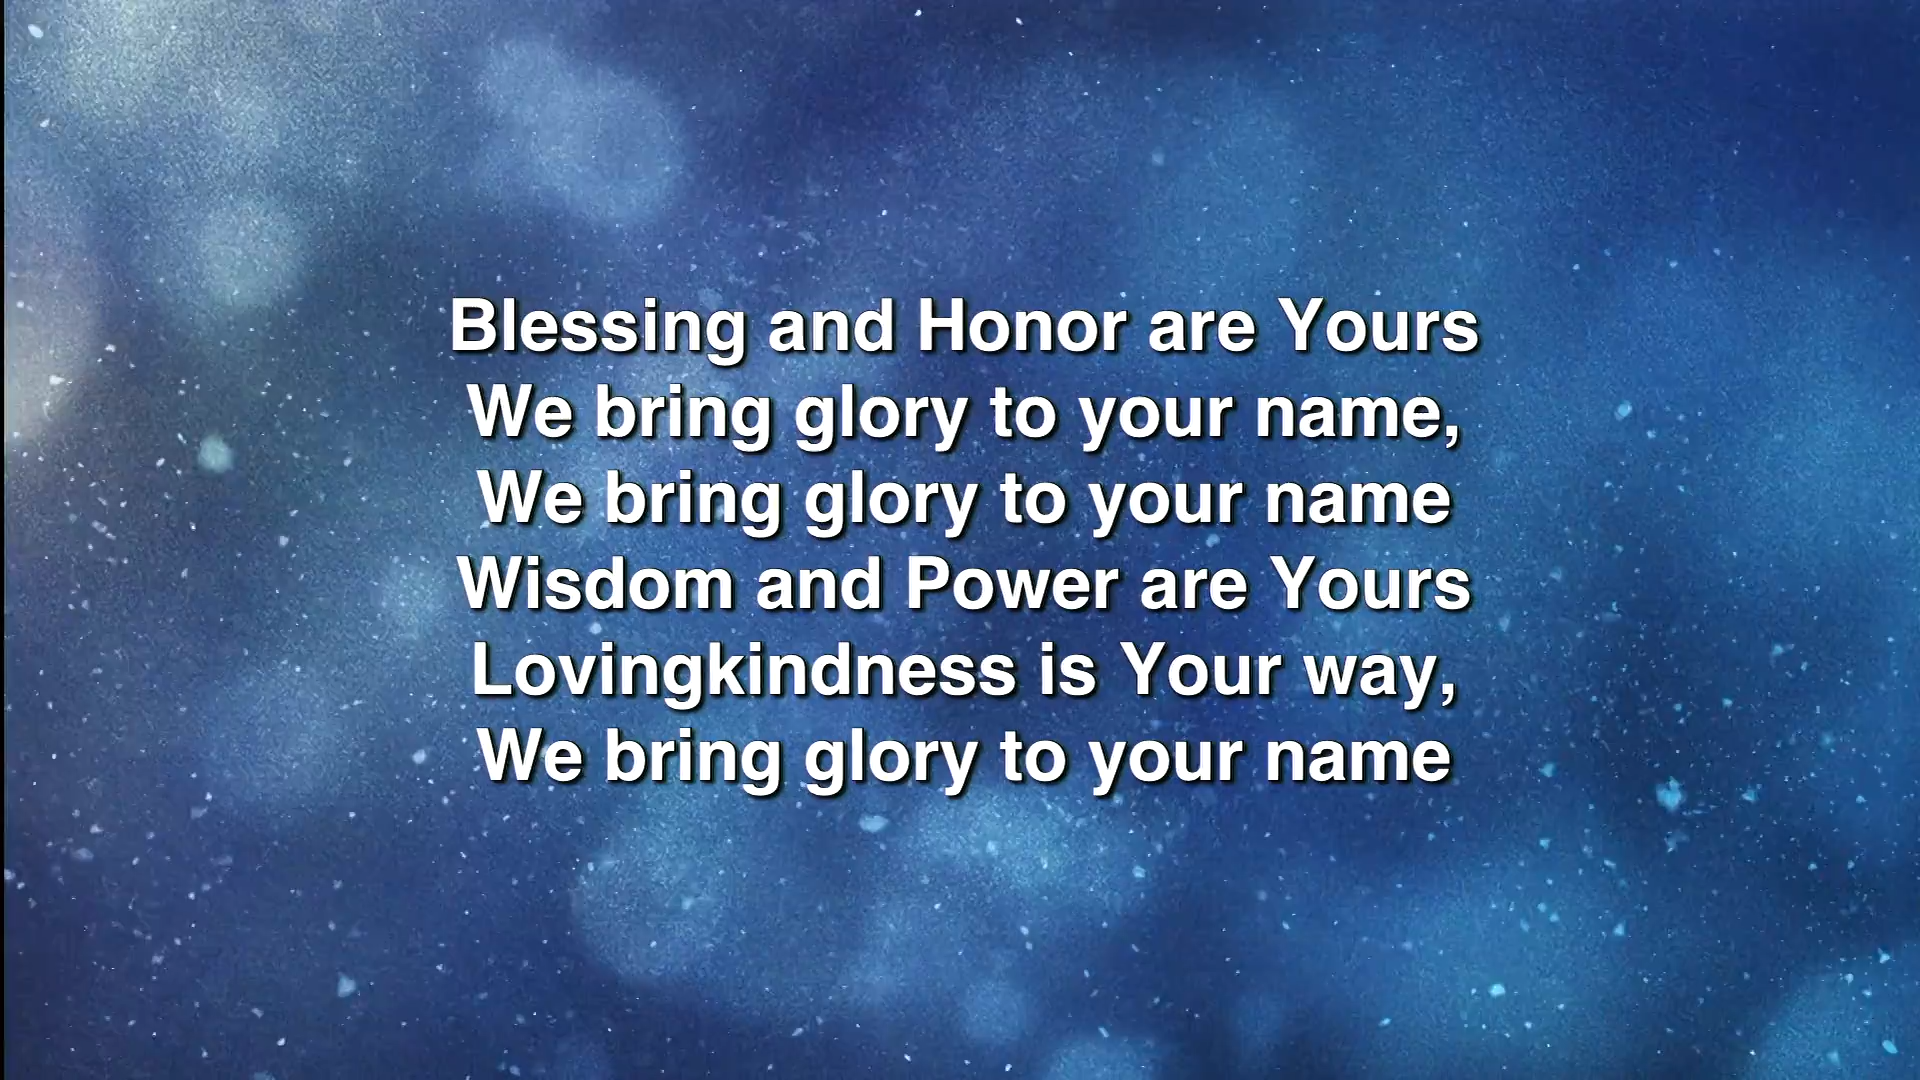 Blessing and Honor are Yours
We bring glory to your name,
We bring glory to your name
Wisdom and Power are Yours
Lovingkindness is Your way,
We bring glory to your name